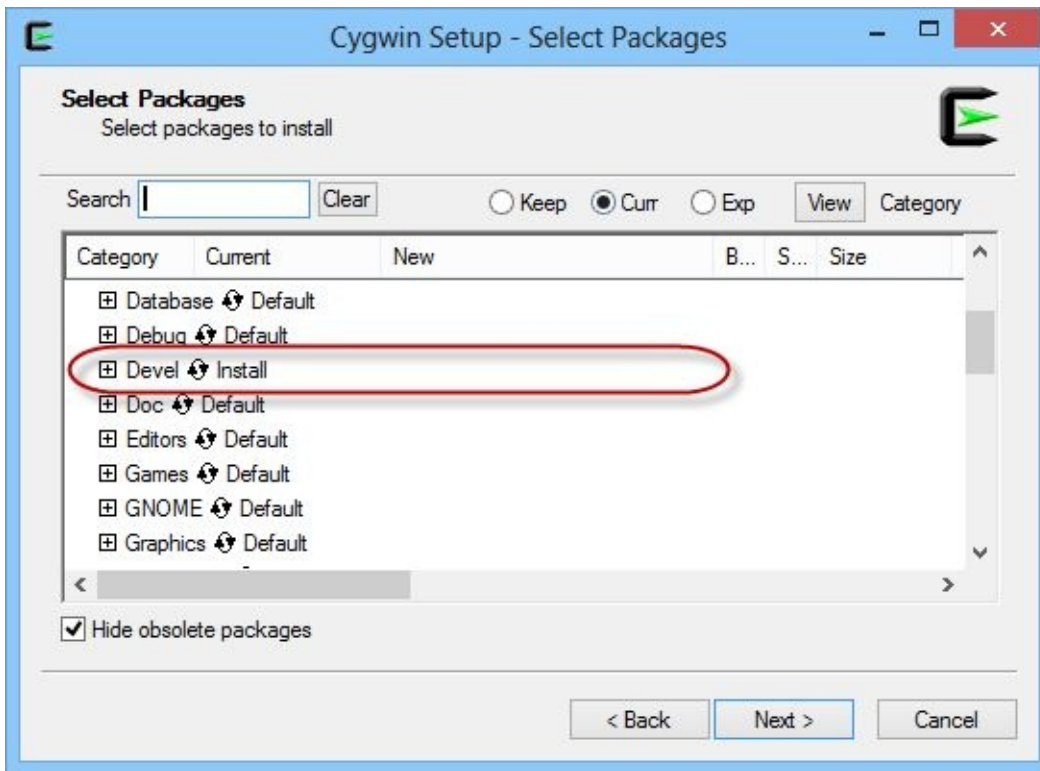 Cygwin Setup - Select Packages
Select Packages
Select packages to install
Search Clear Keep Curr Exp View Category
Category Current New B... S... Size
Database Default
Debug Default
Devel Install
Doc Default
Editors Default
Games Default
GNOME Default
Graphics Default
Hide obsolete packages
< Back Next > Cancel